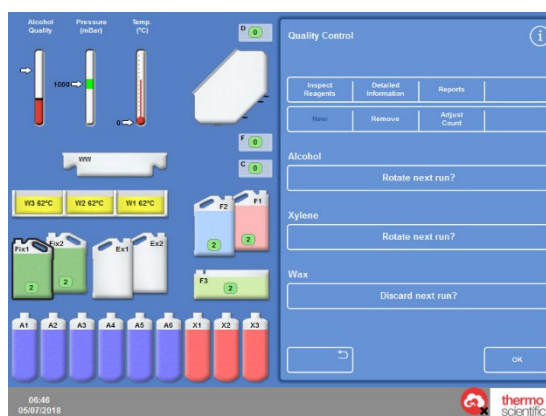 Alcohol
Quality
Pressure
(mBar)
Temp.
(°C)
1000
0
D 0
F 0
C 0
WW
W3 62°C
W2 62°C
W1 62°C
F2
2
F1
2
Fix1
2
Fix2
2
Ex1
Ex2
F3
2
A1
A2
A3
A4
A5
A6
X1
X2
X3
Quality Control
i
Inspect
Reagents
Detailed
Information
Reports
New
Remove
Adjust
Count
Alcohol
Rotate next run?
Xylene
Rotate next run?
Wax
Discard next run?
OK
06:46
05/07/2018
thermo
scientific